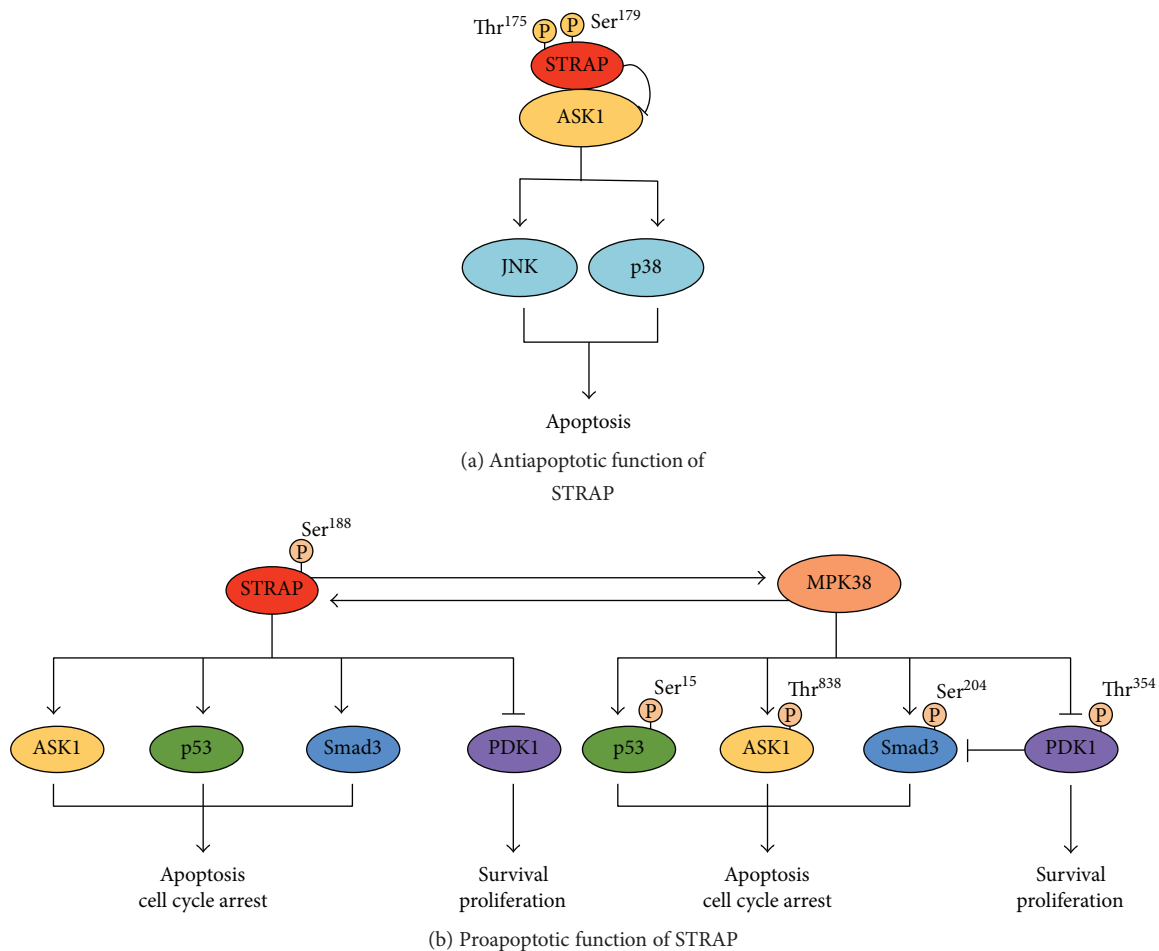 Thr¹⁷⁵ P P Ser¹⁷⁹
STRAP
ASK1
JNK p38
Apoptosis
(a) Antiapoptotic function of
STRAP
Ser¹⁸⁸
P
STRAP MPK38
Ser¹⁵ Thr⁸³⁸ Ser²⁰⁴ Thr³⁵⁴
P P P P
ASK1 p53 Smad3 PDK1 p53 ASK1 Smad3 PDK1
Apoptosis Survival Apoptosis Survival
cell cycle arrest proliferation cell cycle arrest proliferation
(b) Proapoptotic function of STRAP